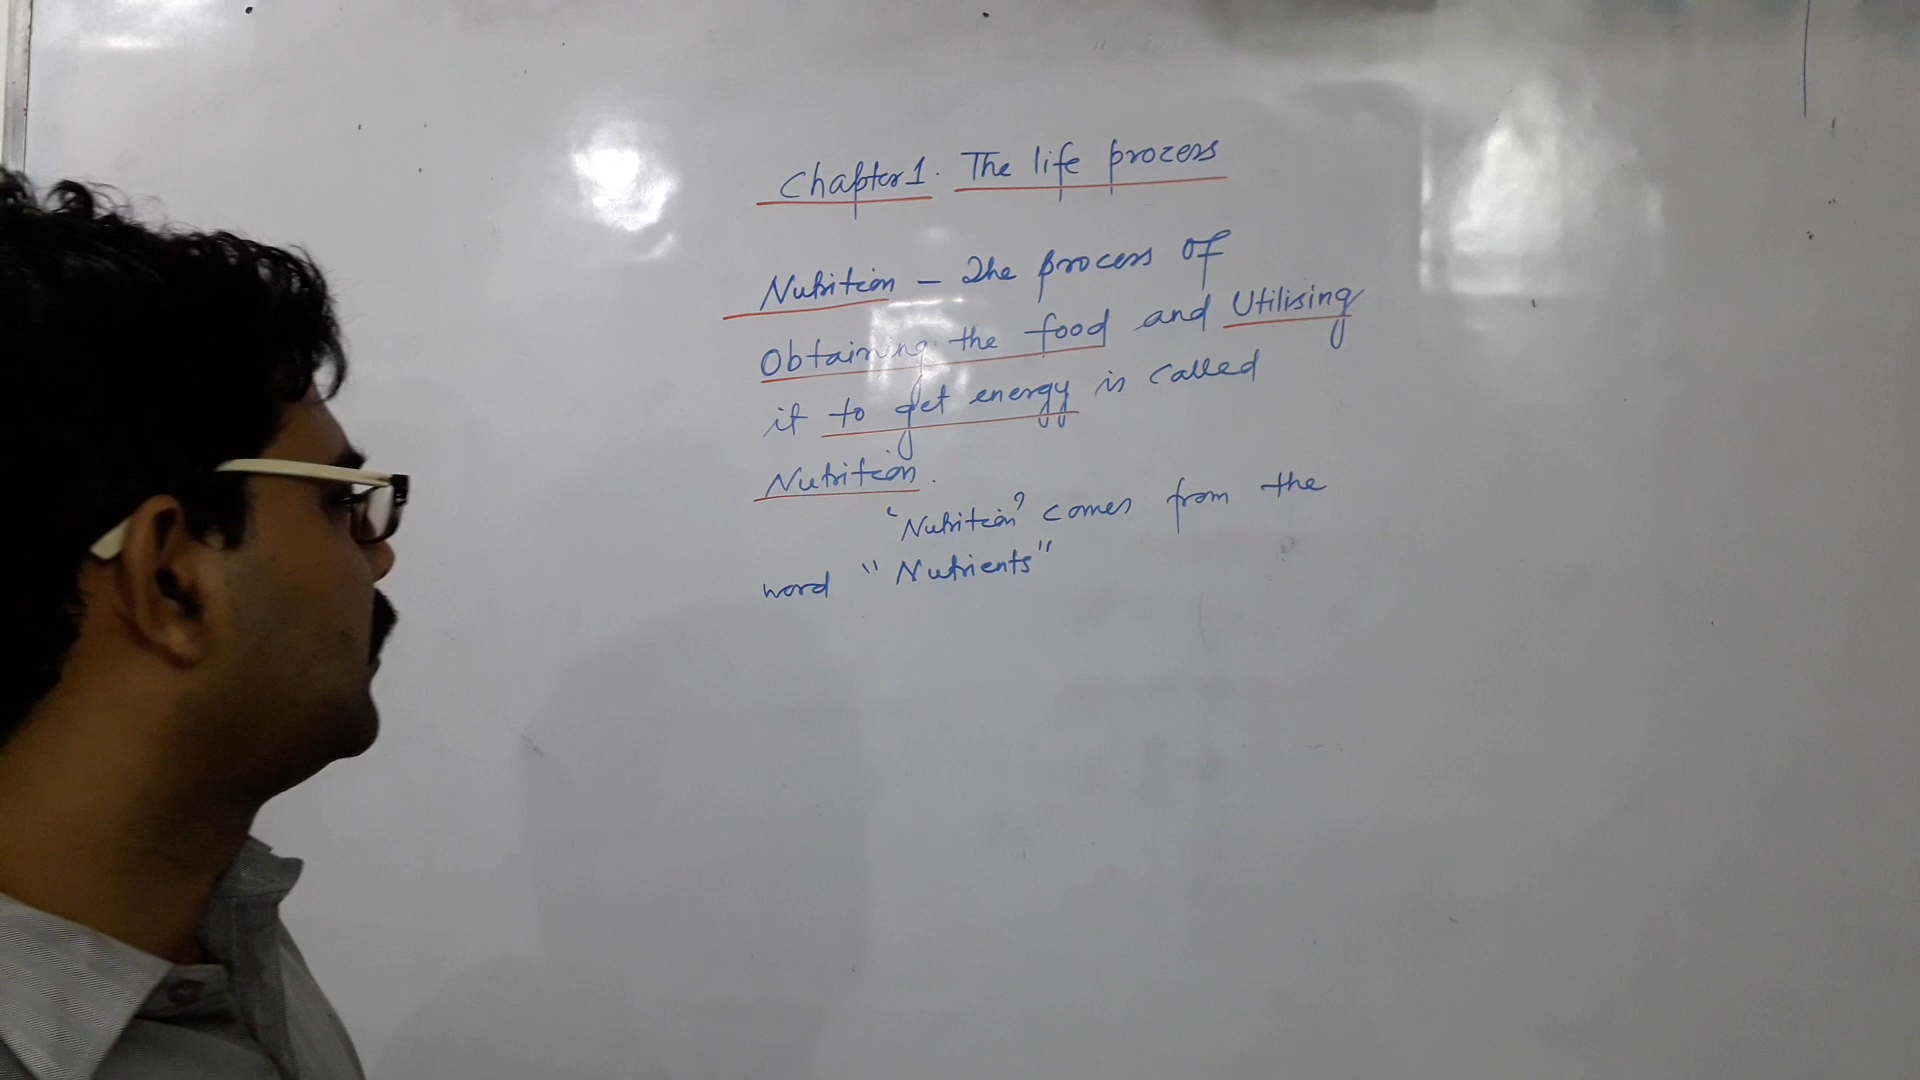 Chapter 1. The life process
Nutrition - The process of
Obtaining the food and Utilising
it to get energy is called
Nutrition.
'Nutrition' comes from the
word "Nutrients"